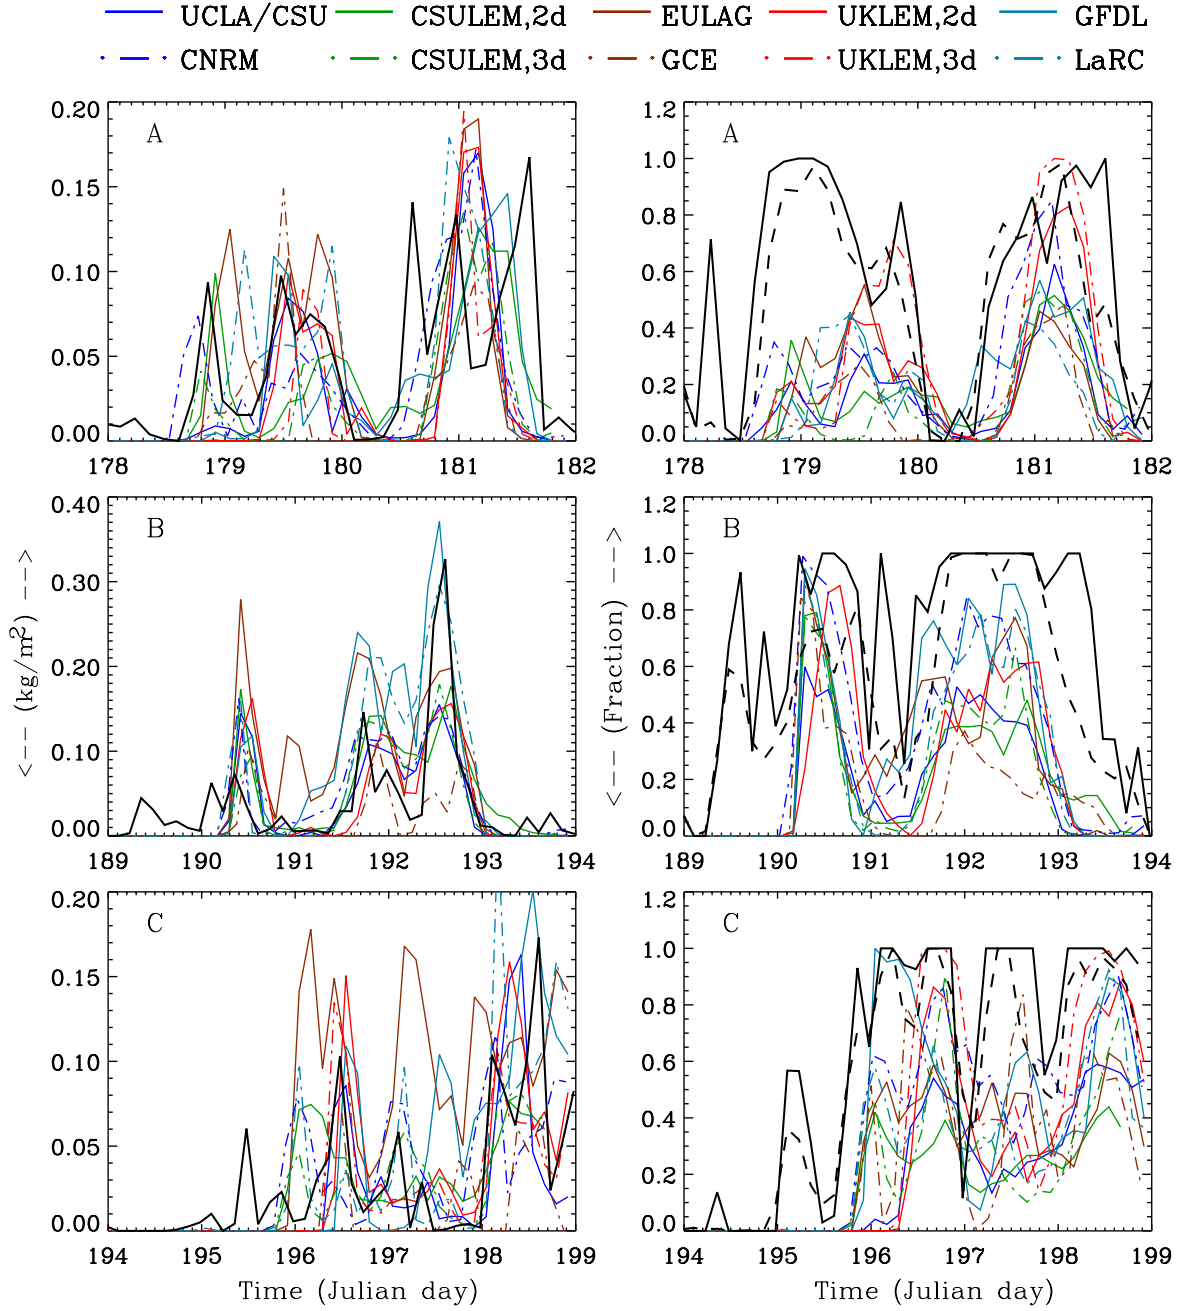 UCLA/CSU CSULEM,2d EULAG UKLEM,2d GFDL
CNRM CSULEM,3d GCE UKLEM,3d LaRC
A
0.20
0.15
0.10
0.05
0.00
178 179 180 181 182
A
1.2
1.0
0.8
0.6
0.4
0.2
0.0
178 179 180 181 182
<-- (kg/m2) -->
B
0.40
0.30
0.20
0.10
0.00
189 190 191 192 193 194
<-- (Fraction) -->
B
1.2
1.0
0.8
0.6
0.4
0.2
0.0
189 190 191 192 193 194
C
0.20
0.15
0.10
0.05
0.00
194 195 196 197 198 199
Time (Julian day)
C
1.2
1.0
0.8
0.6
0.4
0.2
0.0
194 195 196 197 198 199
Time (Julian day)